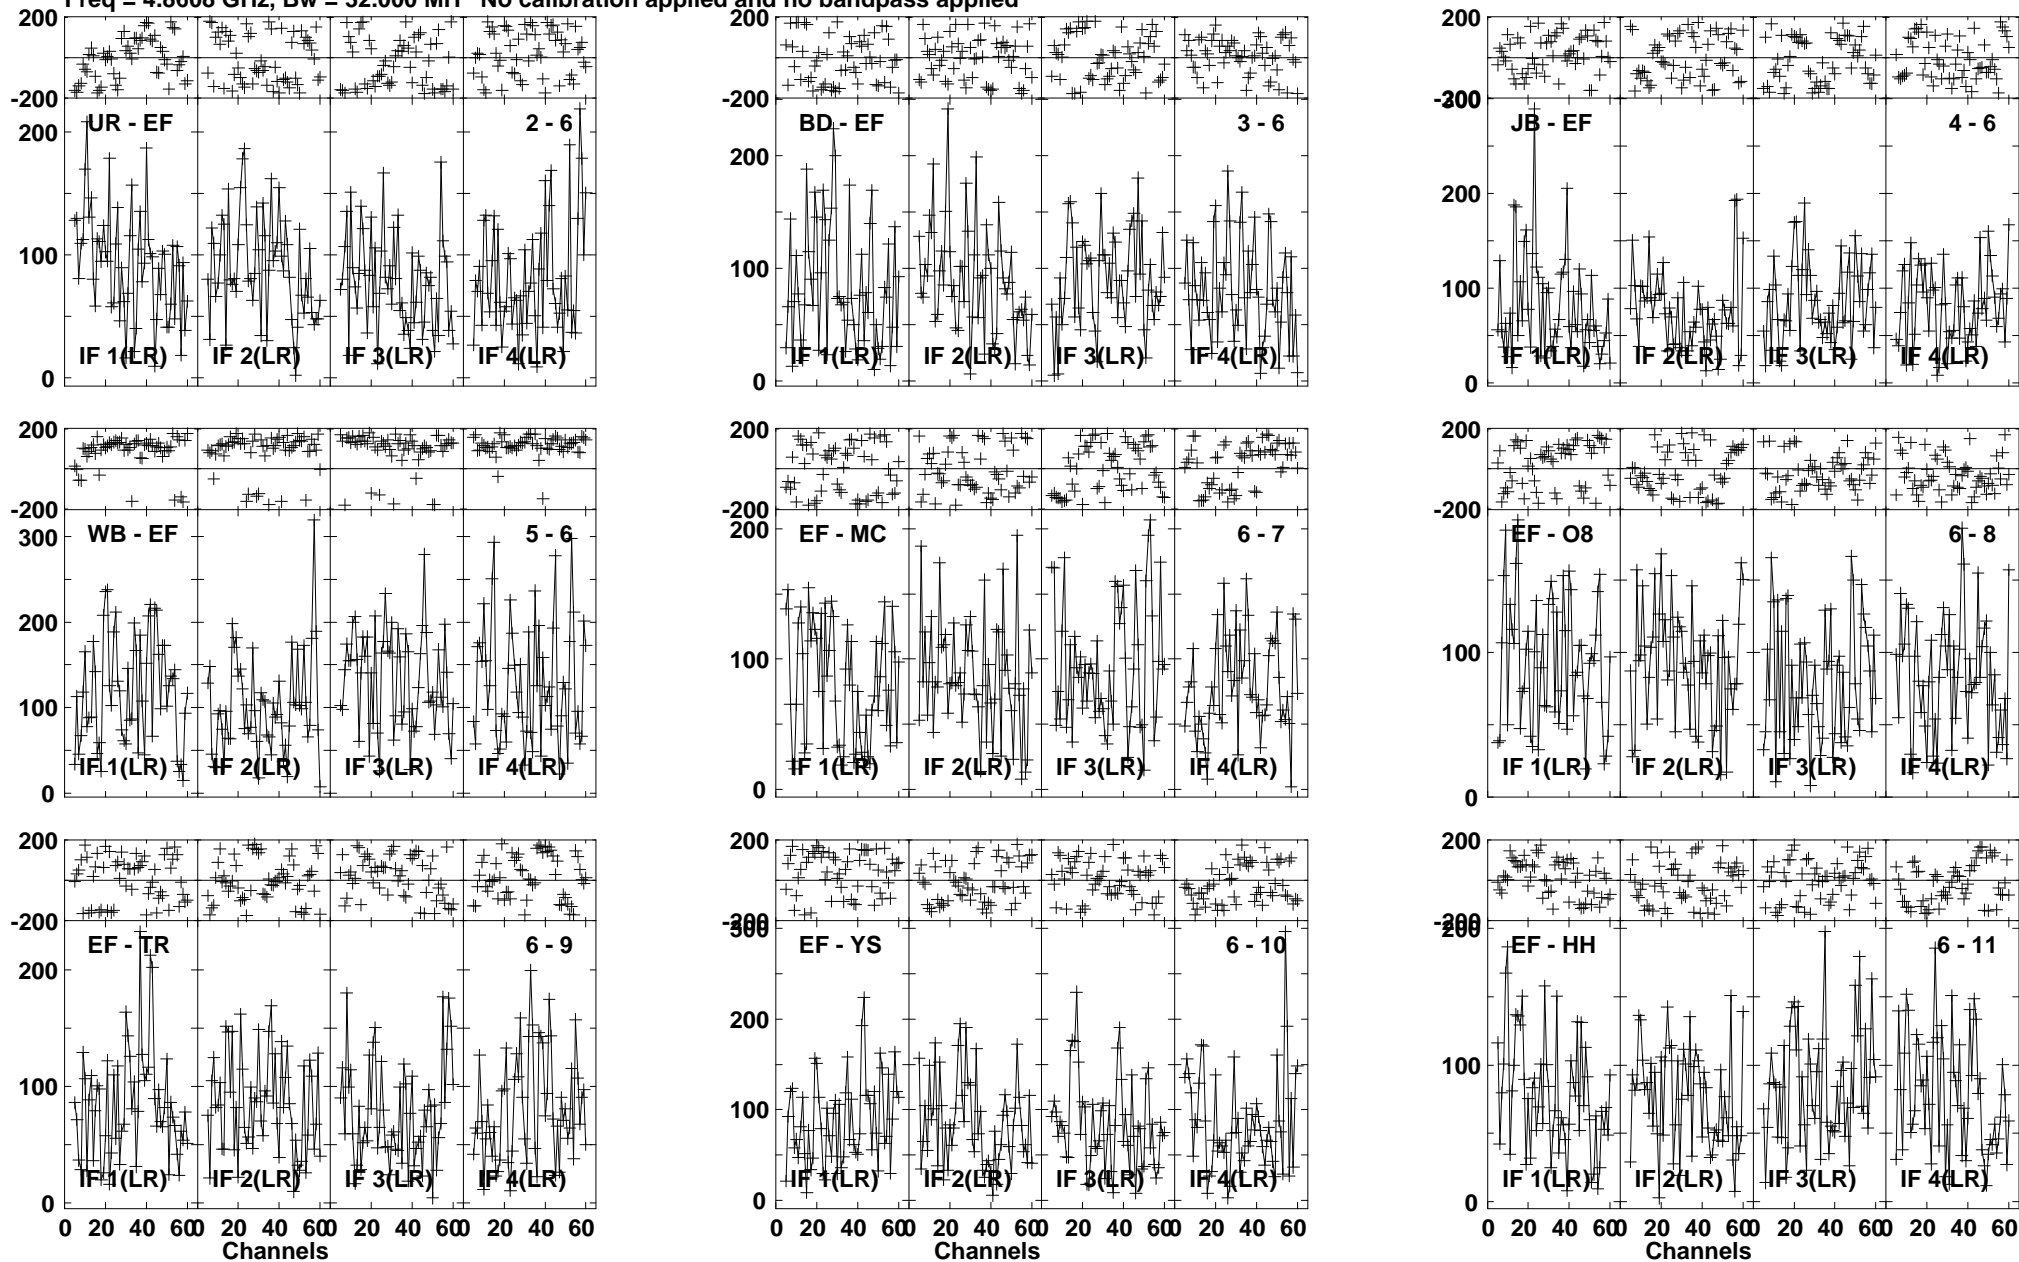 Freq = 4.8608 GHz, Bw = 32.000 MH No calibration applied and no bandpass applied
200
-200
UR - EF 2 - 6
200
100
0
IF 1(LR) IF 2(LR) IF 3(LR) IF 4(LR)
200
-200
BD - EF 3 - 6
200
100
0
IF 1(LR) IF 2(LR) IF 3(LR) IF 4(LR)
200
-200
300
JB - EF 4 - 6
200
100
0
IF 1(LR) IF 2(LR) IF 3(LR) IF 4(LR)
200
-200
WB - EF 5 - 6
300
200
100
0
IF 1(LR) IF 2(LR) IF 3(LR) IF 4(LR)
200
-200
EF - MC 6 - 7
200
100
0
IF 1(LR) IF 2(LR) IF 3(LR) IF 4(LR)
200
-200
EF - O8 6 - 8
100
0
IF 1(LR) IF 2(LR) IF 3(LR) IF 4(LR)
200
-200
EF - TR 6 - 9
200
100
0
IF 1(LR) IF 2(LR) IF 3(LR) IF 4(LR)
0 20 40 60 0 20 40 60 0 20 40 60 0 20 40 60
Channels
200
-200
300
EF - YS 6 - 10
200
100
0
IF 1(LR) IF 2(LR) IF 3(LR) IF 4(LR)
0 20 40 60 0 20 40 60 0 20 40 60 0 20 40 60
Channels
200
-200
200
EF - HH 6 - 11
100
0
IF 1(LR) IF 2(LR) IF 3(LR) IF 4(LR)
0 20 40 60 0 20 40 60 0 20 40 60 0 20 40 60
Channels